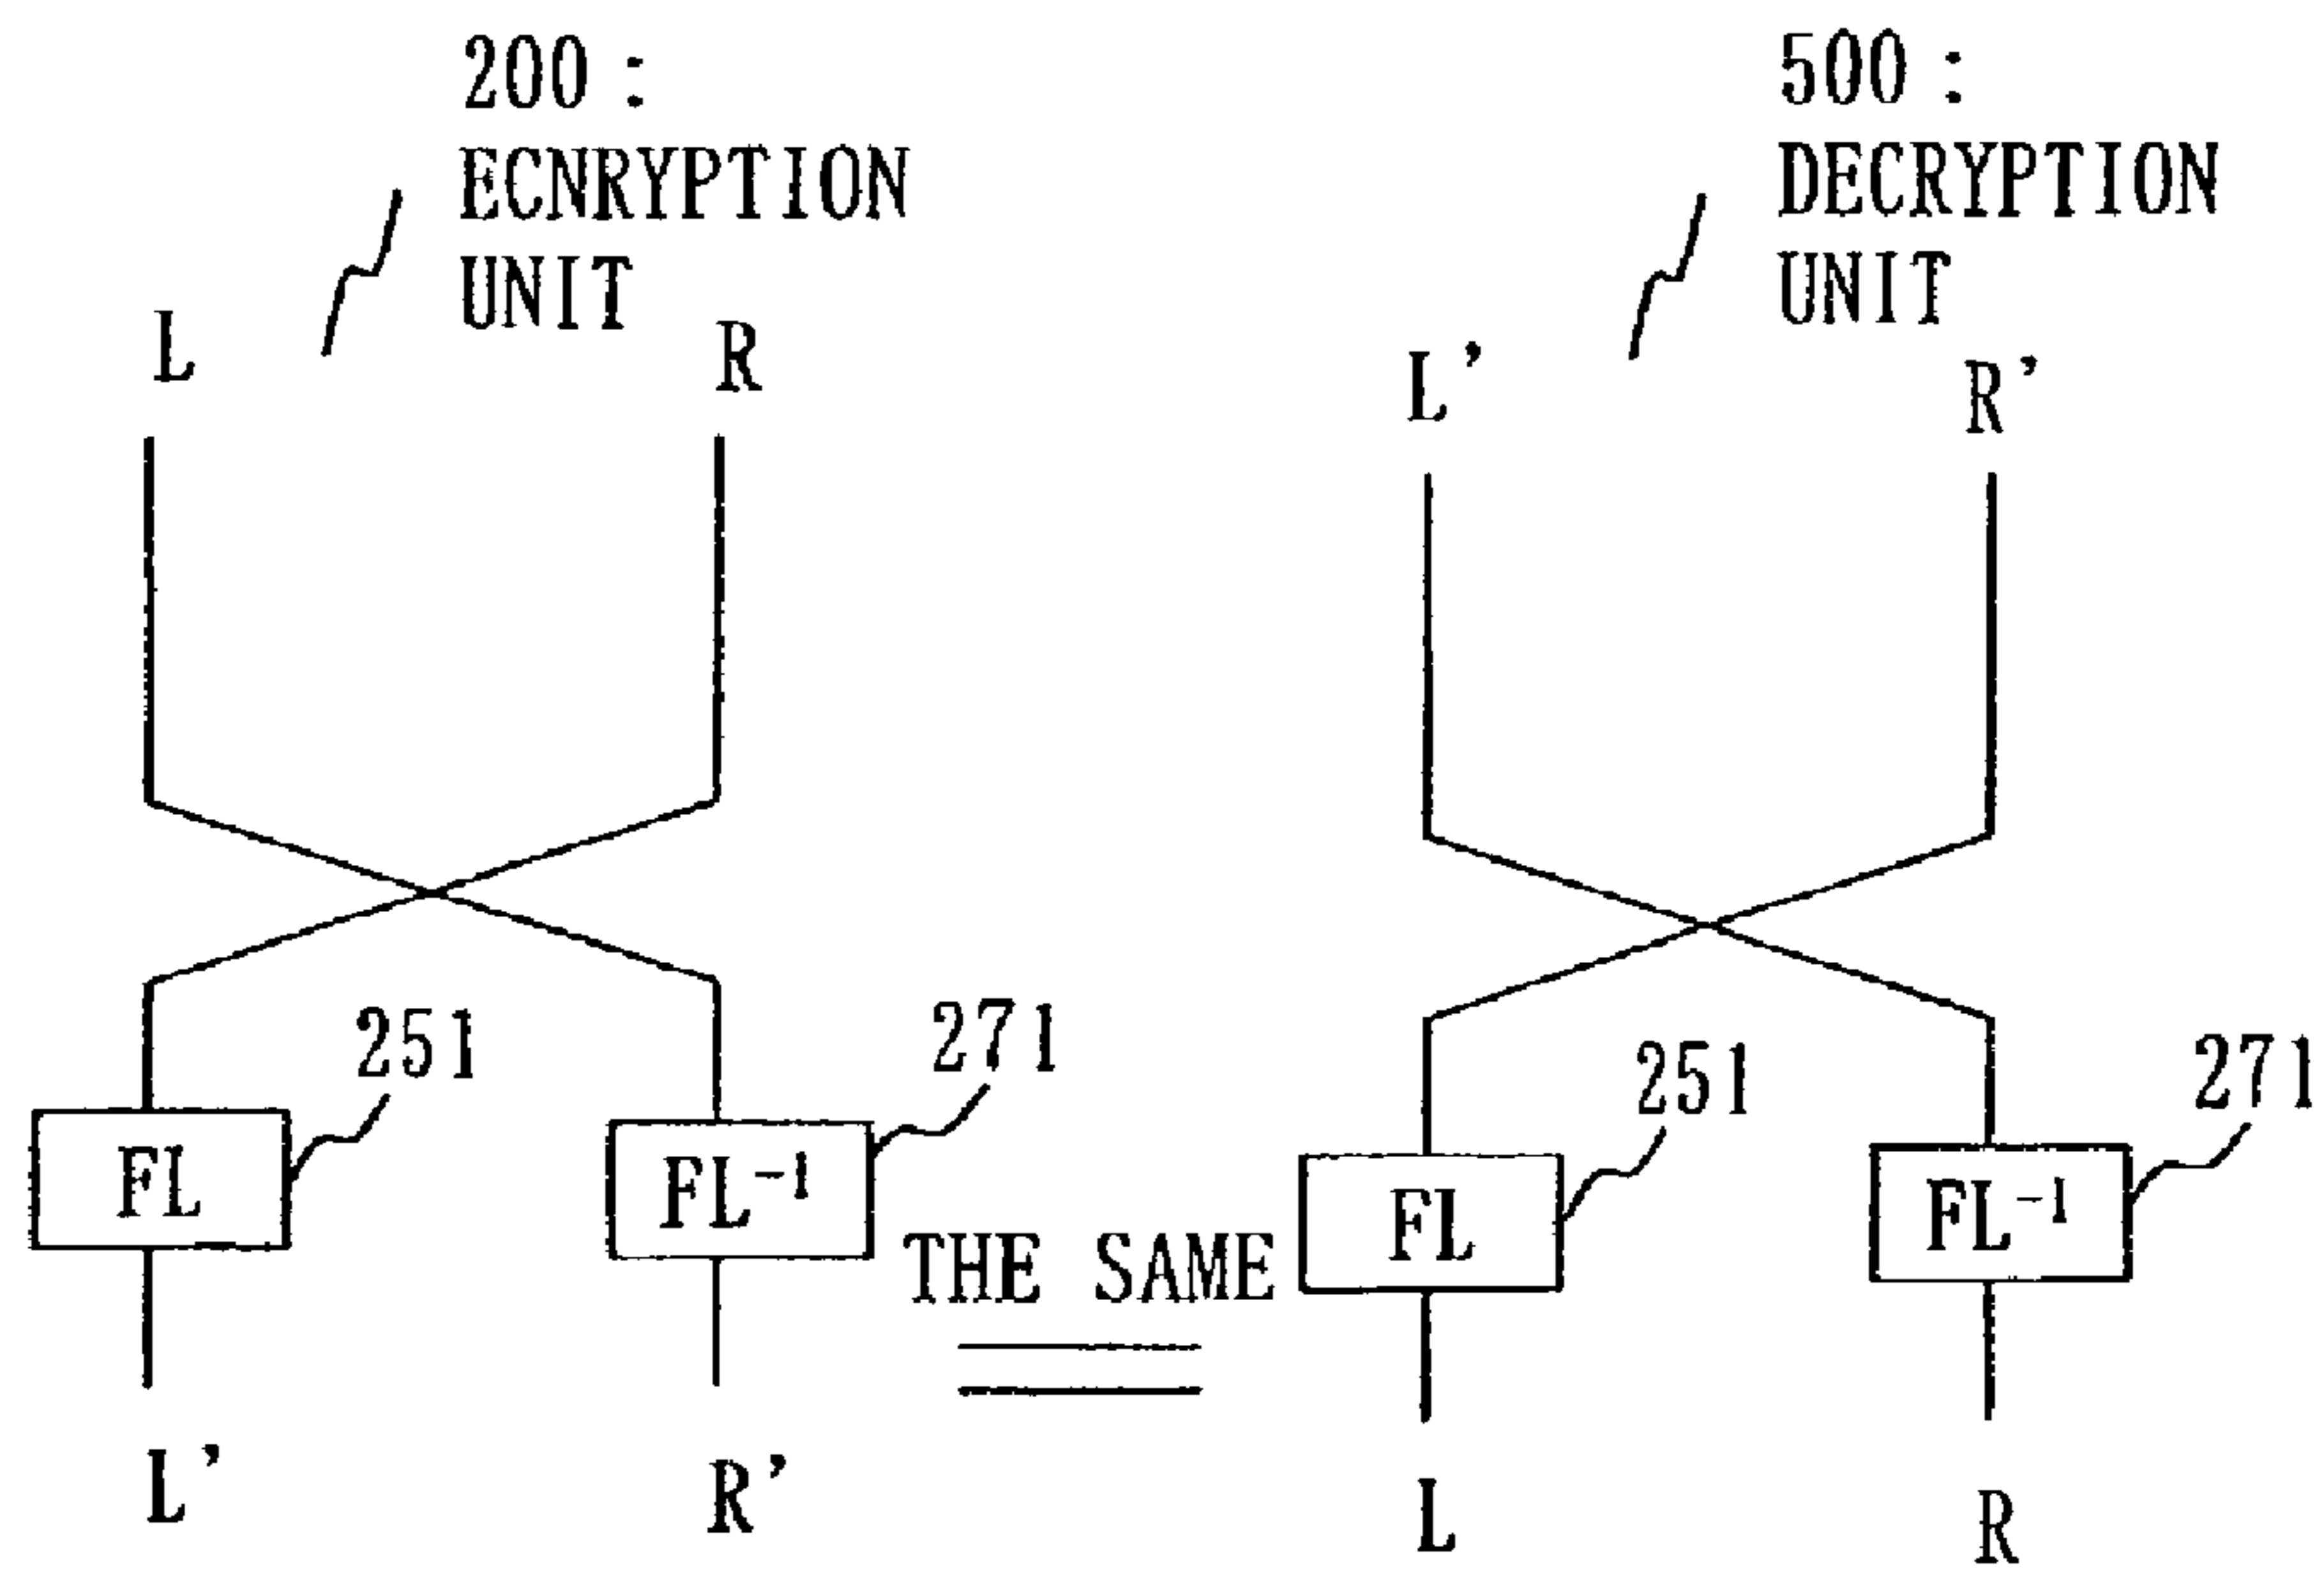 200 :
ECNRYPTION
UNIT
L
R
251
271
FL
FL⁻¹
L'
R'
THE SAME
500 :
DECRYPTION
UNIT
L'
R'
251
271
FL
FL⁻¹
L
R